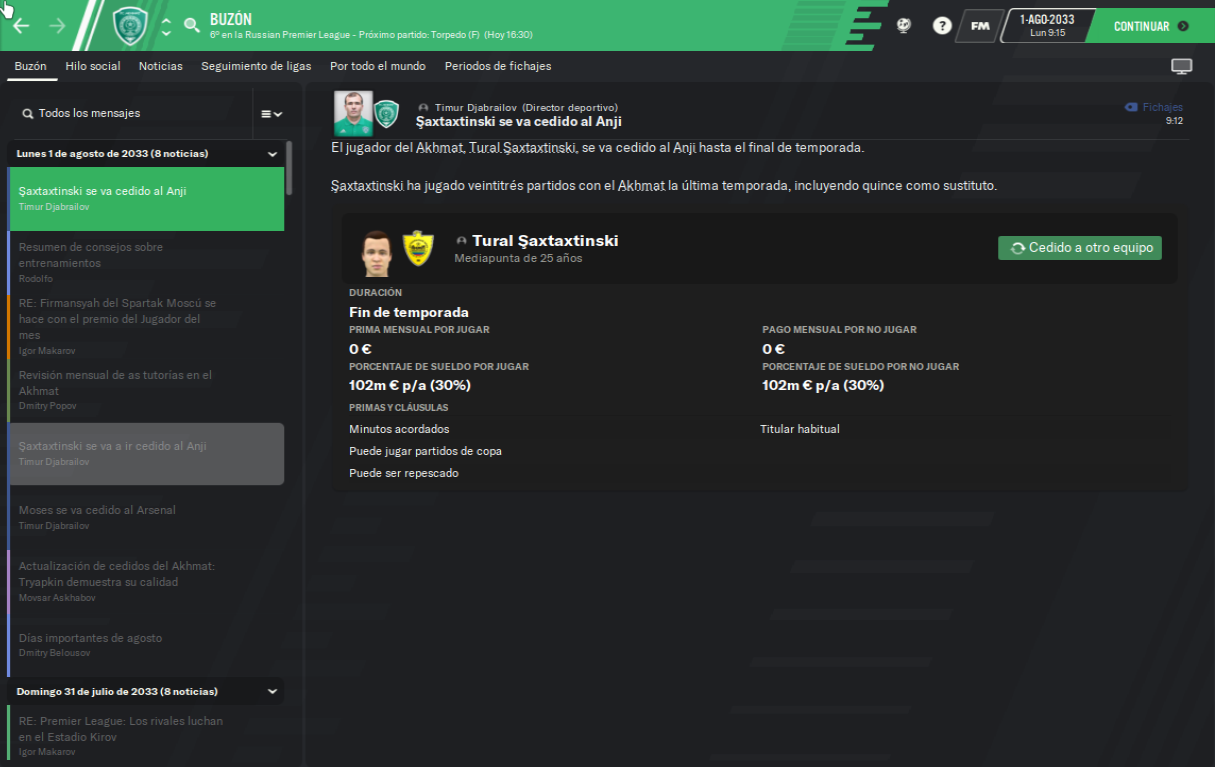 BUZÓN
6º en la Russian Premier League - Próximo partido: Torpedo (F) (Hoy 16:30)
?
FM
1-AGO-2033
Lun 9:15
CONTINUAR
Buzón
Hilo social
Noticias
Seguimiento de ligas
Por todo el mundo
Periodos de fichajes
Todos los mensajes
Lunes 1 de agosto de 2033 (8 noticias)
Şaxtaxtinski se va cedido al Anji
Timur Djabrailov
Resumen de consejos sobre
entrenamientos
Rodolfo
RE: Firmansyah del Spartak Moscú se
hace con el premio del Jugador del
mes
Igor Makarov
Revisión mensual de as tutorías en el
Akhmat
Dmitry Popov
Şaxtaxtinski se va a ir cedido al Anji
Timur Djabrailov
Moses se va cedido al Arsenal
Timur Djabrailov
Actualización de cedidos del Akhmat:
Tryapkin demuestra su calidad
Movsar Askhabov
Días importantes de agosto
Dmitry Belousov
Domingo 31 de julio de 2033 (8 noticias)
RE: Premier League: Los rivales luchan
en el Estadio Kirov
Igor Makarov
Timur Djabrailov (Director deportivo)
Şaxtaxtinski se va cedido al Anji
Fichajes
9:12
El jugador del Akhmat, Tural Şaxtaxtinski, se va cedido al Anji hasta el final de temporada.
Şaxtaxtinski ha jugado veintitrés partidos con el Akhmat la última temporada, incluyendo quince como sustituto.
Tural Şaxtaxtinski
Mediapunta de 25 años
Cedido a otro equipo
DURACIÓN
Fin de temporada
PRIMA MENSUAL POR JUGAR
PAGO MENSUAL POR NO JUGAR
0 €
0 €
PORCENTAJE DE SUELDO POR JUGAR
PORCENTAJE DE SUELDO POR NO JUGAR
102m € p/a (30%)
102m € p/a (30%)
PRIMAS Y CLÁUSULAS
Minutos acordados
Titular habitual
Puede jugar partidos de copa
Puede ser repescado